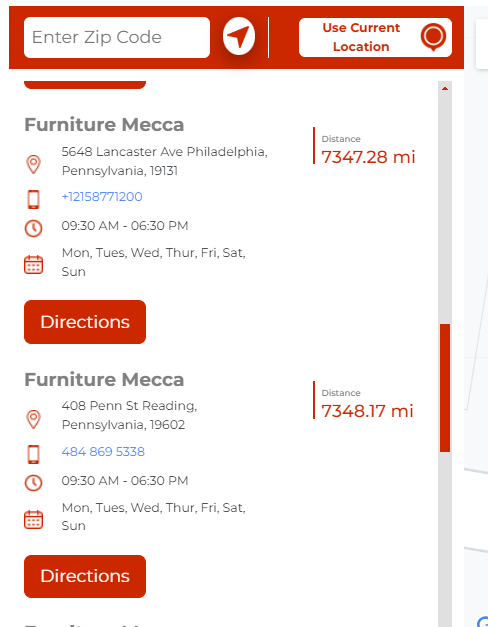 Enter Zip Code
Use Current
Location
Furniture Mecca
5648 Lancaster Ave Philadelphia,
Pennsylvania, 19131
Distance
7347.28 mi
+12158771200
09:30 AM - 06:30 PM
Mon, Tues, Wed, Thur, Fri, Sat,
Sun
Directions
Furniture Mecca
408 Penn St Reading,
Pennsylvania, 19602
Distance
7348.17 mi
484 869 5338
09:30 AM - 06:30 PM
Mon, Tues, Wed, Thur, Fri, Sat,
Sun
Directions